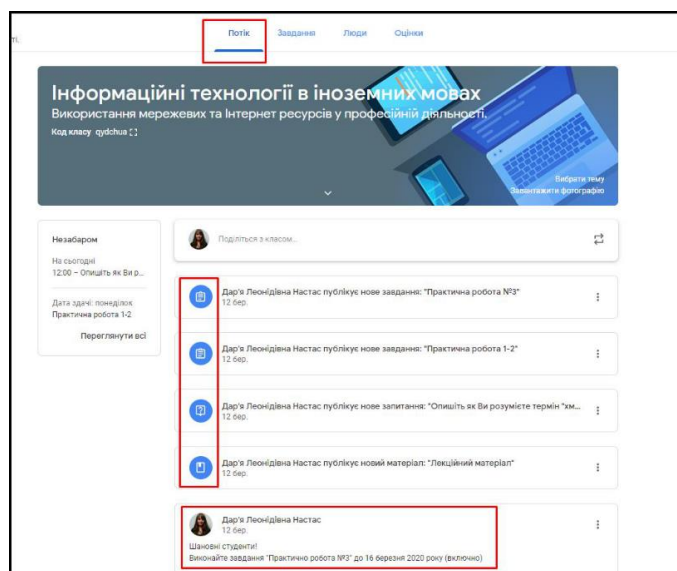 ті.
Потік Завдання Люди Оцінки
Інформаційні технології в іноземних мовах
Використання мережевих та Інтернет ресурсів у професійній діяльності.
Код класу qydchua
Вибрати тему
Завантажити фотографію
Незабаром
На сьогодні
12:00 – Опишіть як Ви р...
Дата здачі: понеділок
Практична робота 1-2
Переглянути всі
Поділіться з класом...
Дар'я Леонідівна Настас публікує нове завдання: "Практична робота №3"
12 бер.
Дар'я Леонідівна Настас публікує нове завдання: "Практична робота 1-2"
12 бер.
Дар'я Леонідівна Настас публікує нове запитання: "Опишіть як Ви розумієте термін "хм...
12 бер.
Дар'я Леонідівна Настас публікує новий матеріал: "Лекційний матеріал"
12 бер.
Дар'я Леонідівна Настас
12 бер.
Шановні студенти!
Виконайте завдання "Практично робота №3" до 16 березня 2020 року (включно)